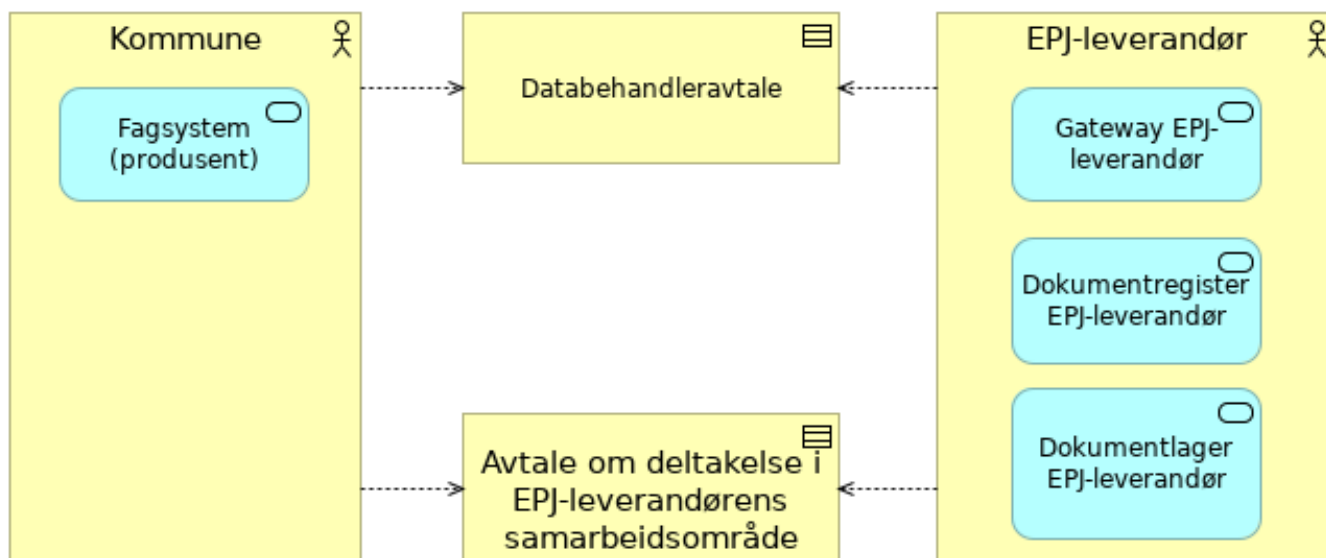 Kommune
Fagsystem
(produsent)
Databehandleravtale
Avtale om deltakelse i
EPJ-leverandørens
samarbeidsområde
EPJ-leverandør
Gateway EPJ-
leverandør
Dokumentregister
EPJ-leverandør
Dokumentlager
EPJ-leverandør